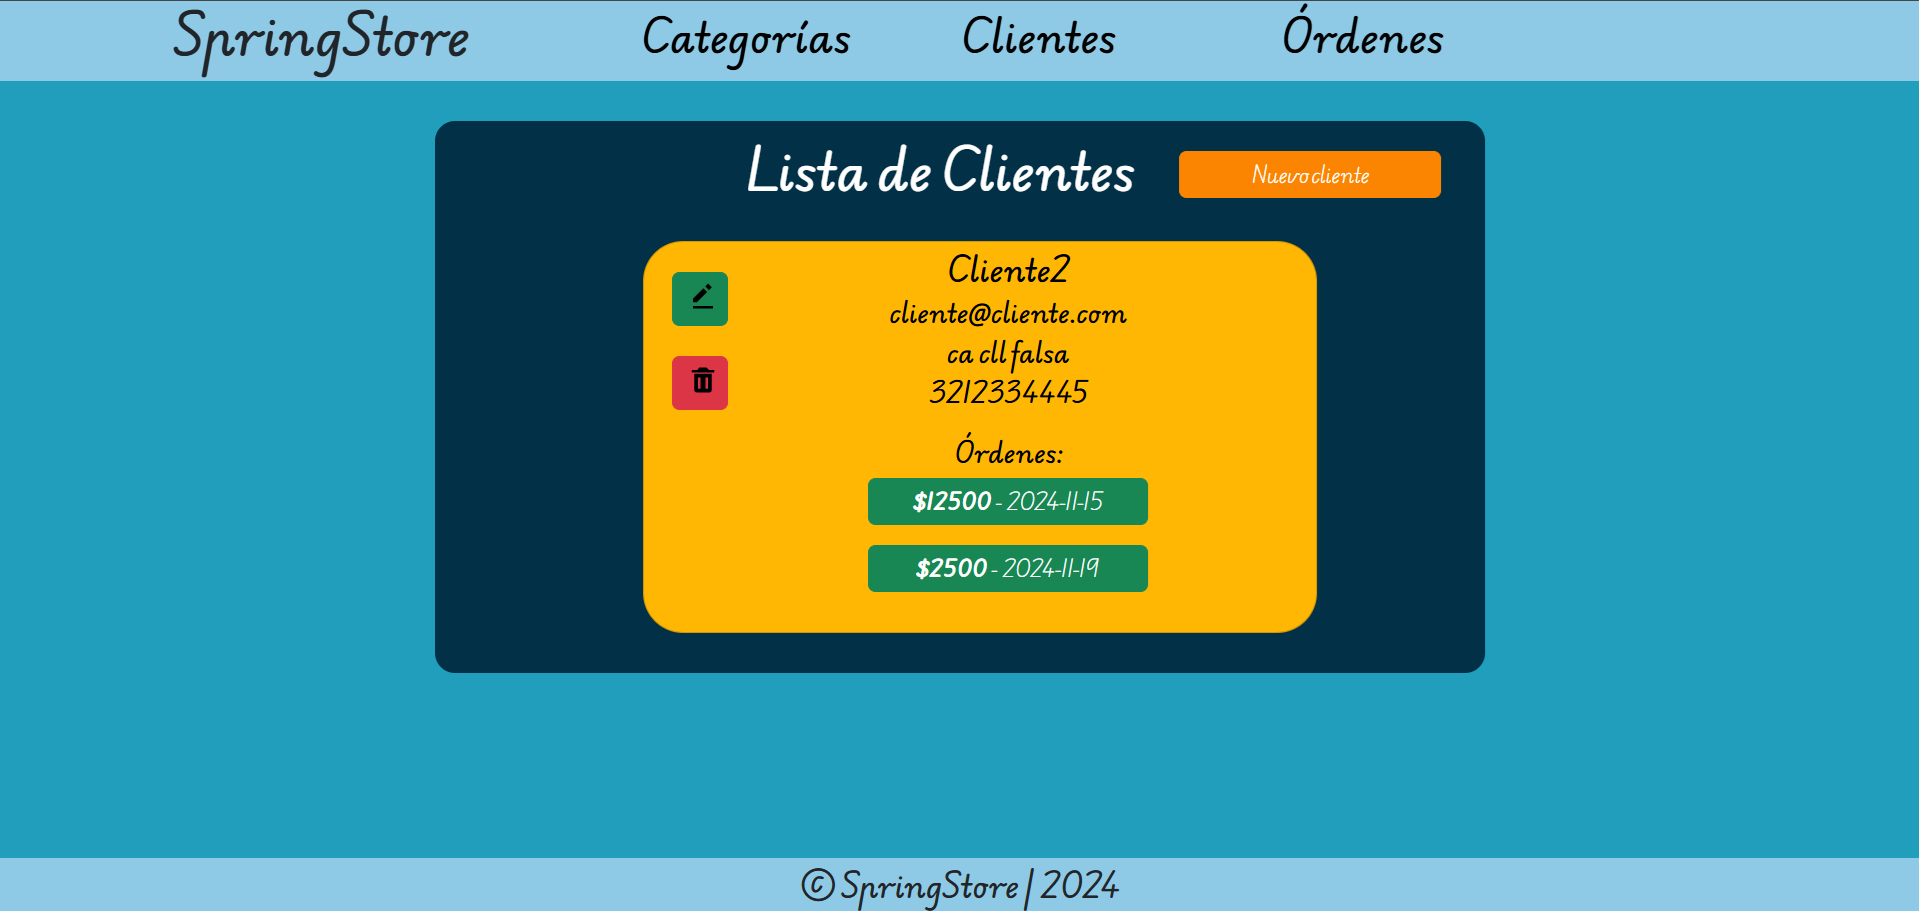 SpringStore
Categorías
Clientes
Órdenes
Lista de Clientes
Nuevo cliente
Cliente2
cliente@cliente.com
ca cll falsa
3212334445
Órdenes:
$12500 - 2024-11-15
$2500 - 2024-11-19
© SpringStore | 2024